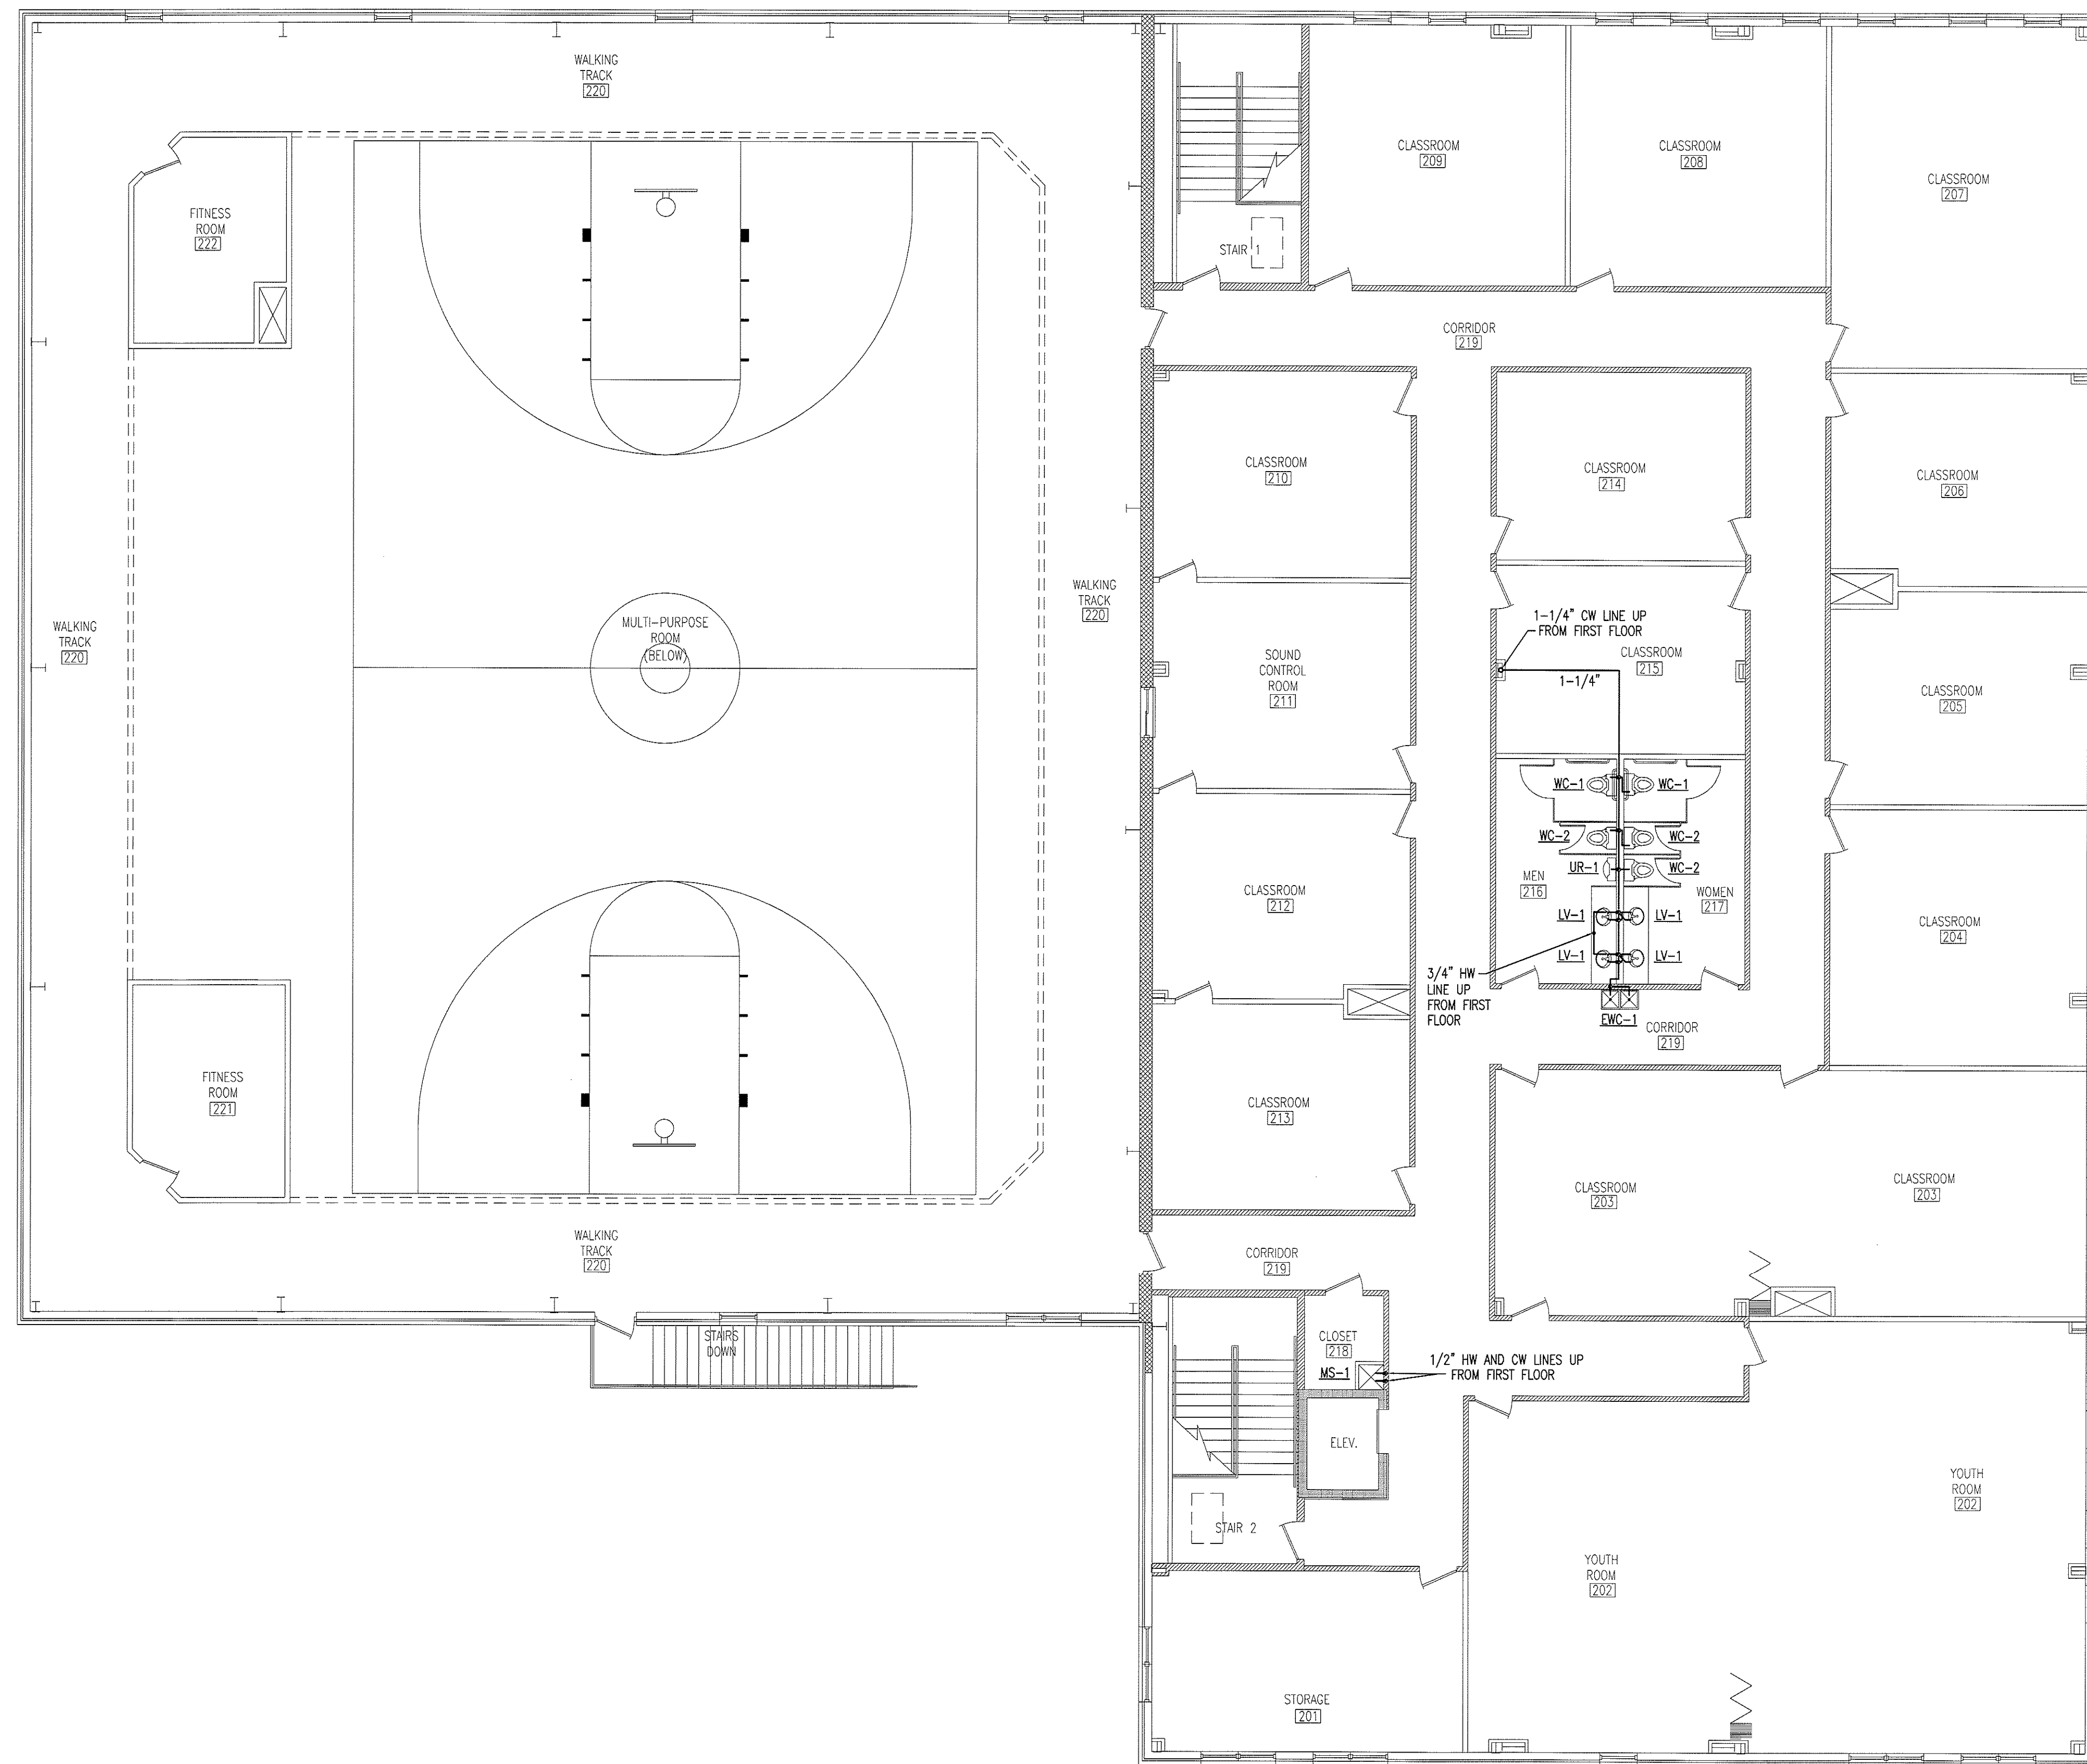 WALKING
TRACK
220
FITNESS
ROOM
222
STAIR 1
CLASSROOM
209
CLASSROOM
208
CLASSROOM
207
CORRIDOR
219
CLASSROOM
210
CLASSROOM
214
CLASSROOM
206
WALKING
TRACK
220
MULTI-PURPOSE
ROOM
(BELOW)
WALKING
TRACK
220
SOUND
CONTROL
ROOM
211
1-1/4" CW LINE UP
FROM FIRST FLOOR
1-1/4"
CLASSROOM
215
CLASSROOM
205
WC-1
WC-1
WC-2
WC-2
UR-1
WC-2
MEN
216
WOMEN
217
LV-1
LV-1
LV-1
LV-1
CLASSROOM
212
CLASSROOM
204
3/4" HW
LINE UP
FROM FIRST
FLOOR
EWC-1
CORRIDOR
219
FITNESS
ROOM
221
CLASSROOM
213
CLASSROOM
203
CLASSROOM
203
WALKING
TRACK
220
CORRIDOR
219
STAIRS
DOWN
CLOSET
218
MS-1
1/2" HW AND CW LINES UP
FROM FIRST FLOOR
ELEV.
STAIR 2
YOUTH
ROOM
202
YOUTH
ROOM
202
STORAGE
201